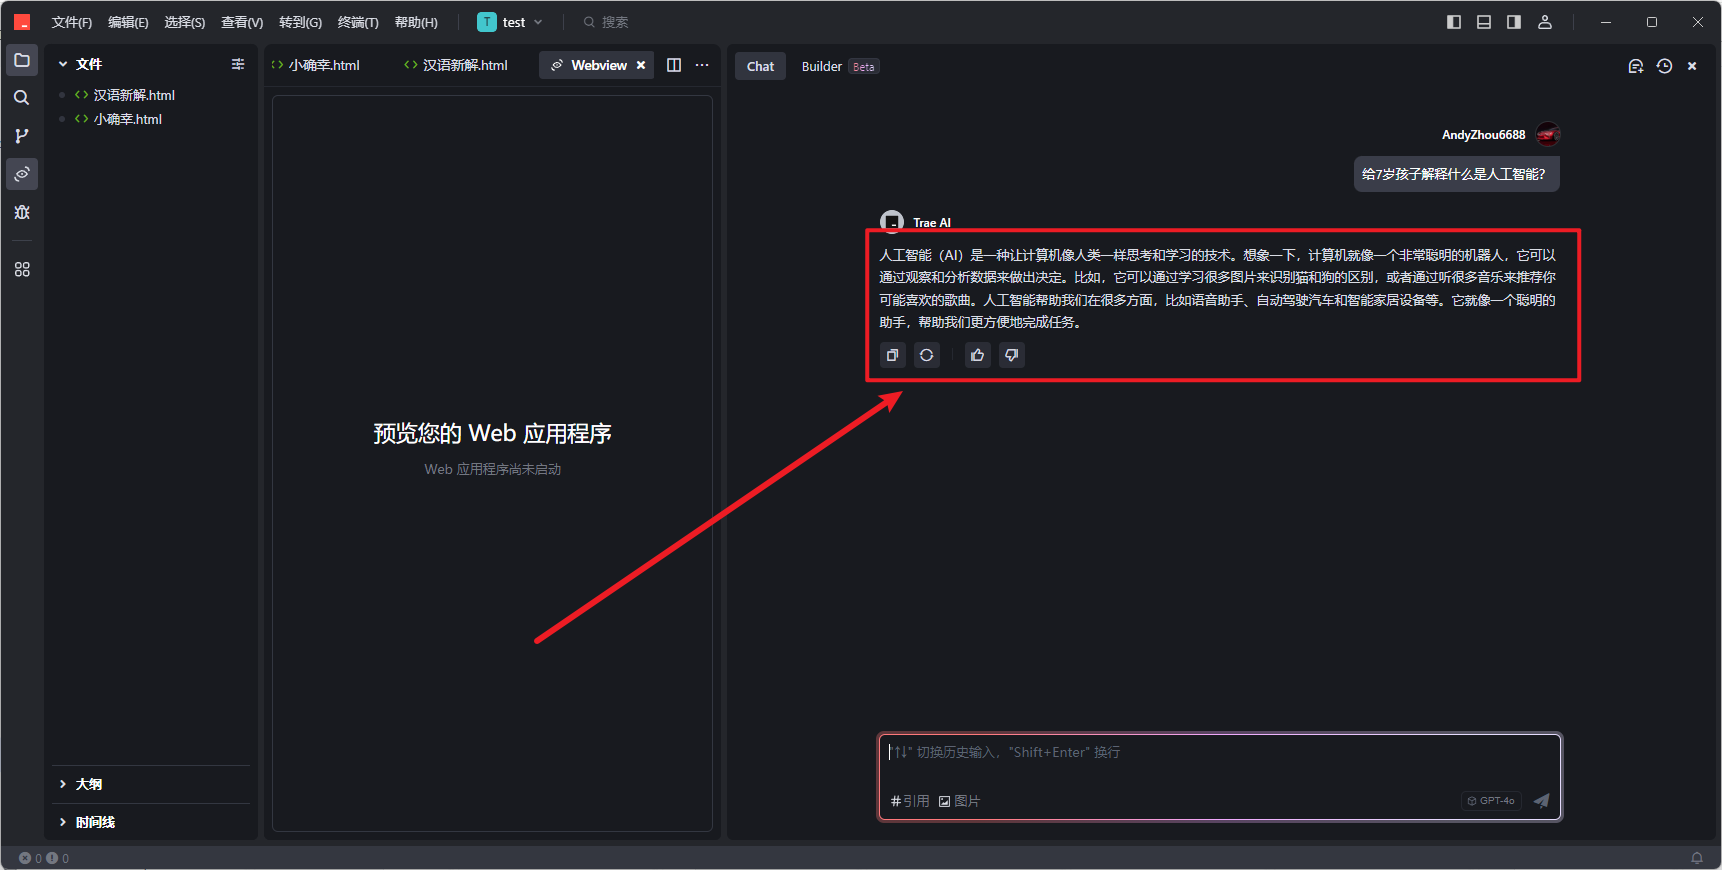 文件(F) 编辑(E) 选择(S) 查看(V) 转到(G) 终端(T) 帮助(H) T test 搜索
文件
汉语新解.html
小确幸.html
大纲
时间线
小确幸.html 汉语新解.html Webview
预览您的 Web 应用程序
Web 应用程序尚未启动
Chat Builder Beta
AndyZhou6688
给7岁孩子解释什么是人工智能?
Trae AI
人工智能（AI）是一种让计算机像人类一样思考和学习的技术。想象一下，计算机就像一个非常聪明的机器人，它可以
通过观察和分析数据来做出决定。比如，它可以通过学习很多图片来识别猫和狗的区别，或者通过听很多音乐来推荐你
可能喜欢的歌曲。人工智能帮助我们在很多方面，比如语音助手、自动驾驶汽车和智能家居设备等。它就像一个聪明的
助手，帮助我们更方便地完成任务。
"↑↓" 切换历史输入，"Shift+Enter" 换行
#引用 图片 GPT-4o
0 0